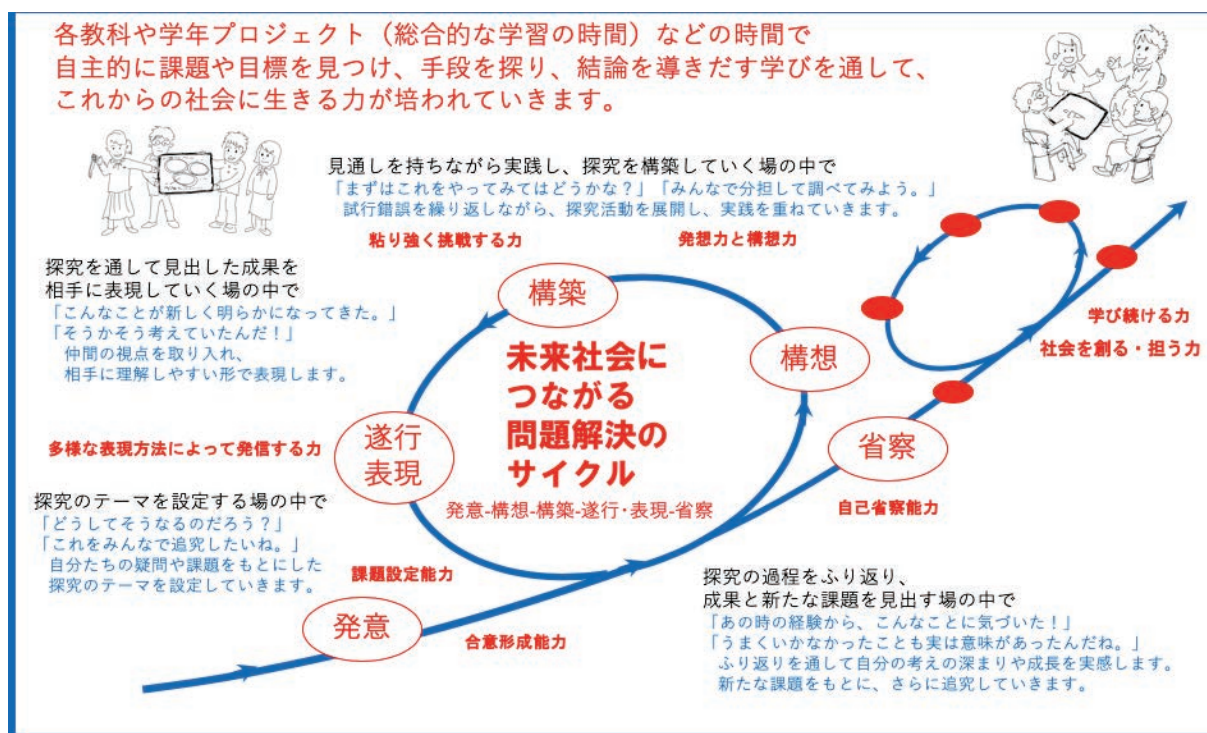 各教科や学年プロジェクト（総合的な学習の時間）などの時間で
自主的に課題や目標を見つけ、手段を探り、結論を導きだす学びを通して、
これからの社会に生きる力が培われていきます。
見通しを持ちながら実践し、探究を構築していく場の中で
「まずはこれをやってみてはどうかな？」「みんなで分担して調べてみよう。」
試行錯誤を繰り返しながら、探究活動を展開し、実践を重ねていきます。
粘り強く挑戦する力
発想力と構想力
探究を通して見出した成果を
相手に表現していく場の中で
「こんなことが新しく明らかになってきた。」
「そうかそう考えていたんだ！」
仲間の視点を取り入れ、
相手に理解しやすい形で表現します。
多様な表現方法によって発信する力
構築
構想
遂行
表現
省察
発意
未来社会に
つながる
問題解決の
サイクル
発意-構想-構築-遂行・表現-省察
学び続ける力
社会を創る・担う力
自己省察能力
探究のテーマを設定する場の中で
「どうしてそうなるのだろう？」
「これをみんなで追究したいね。」
自分たちの疑問や課題をもとにした
探究のテーマを設定していきます。
課題設定能力
合意形成能力
探究の過程をふり返り、
成果と新たな課題を見出す場の中で
「あの時の経験から、こんなことに気づいた！」
「うまくいかなかったことも実は意味があったんだね。」
ふり返りを通して自分の考えの深まりや成長を実感します。
新たな課題をもとに、さらに追究していきます。